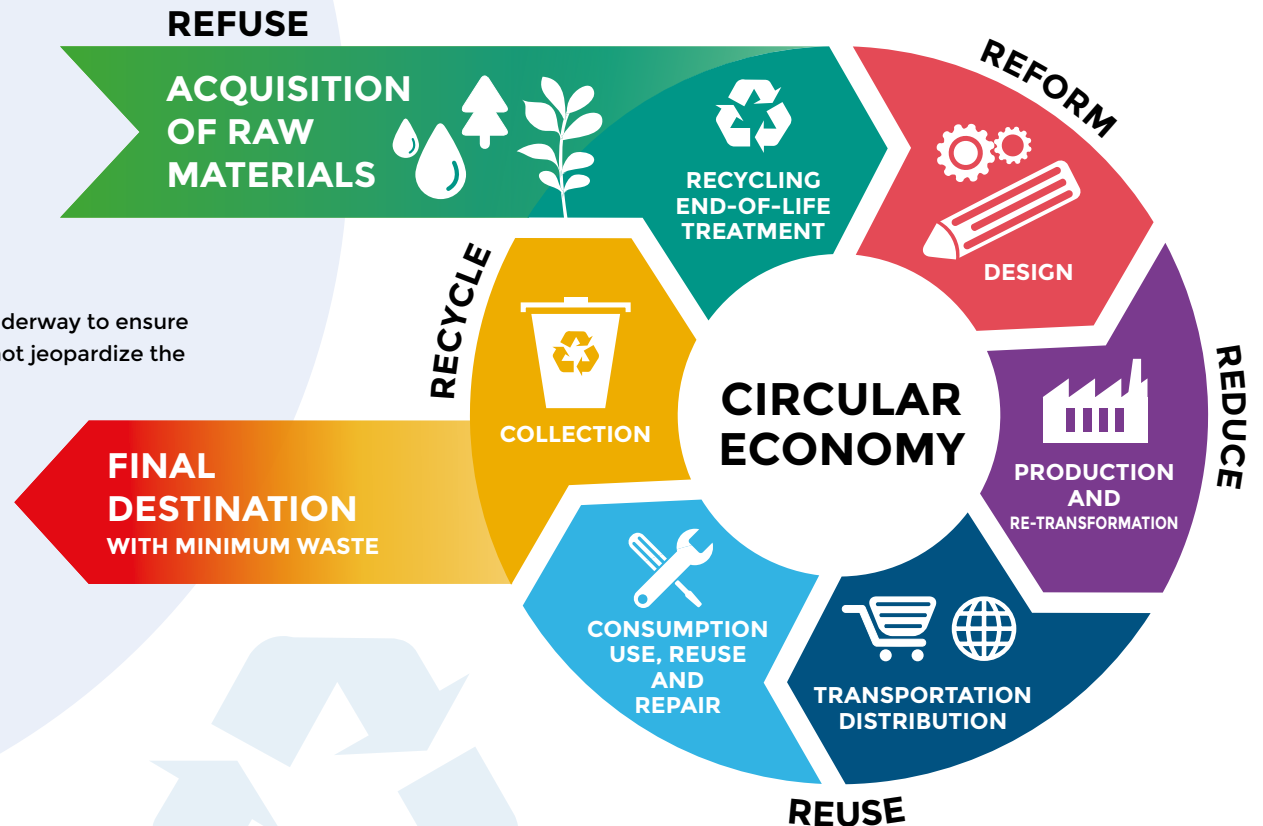 REFUSE
ACQUISITION
OF RAW
MATERIALS
RECYCLING
END-OF-LIFE
TREATMENT
REFORM
DESIGN
REDUCE
PRODUCTION
AND
RE-TRANSFORMATION
TRANSPORTATION
DISTRIBUTION
REUSE
CONSUMPTION
USE, REUSE
AND
REPAIR
RECYCLE
COLLECTION
CIRCULAR
ECONOMY
FINAL
DESTINATION
WITH MINIMUM WASTE
to ensure
jeopardize the